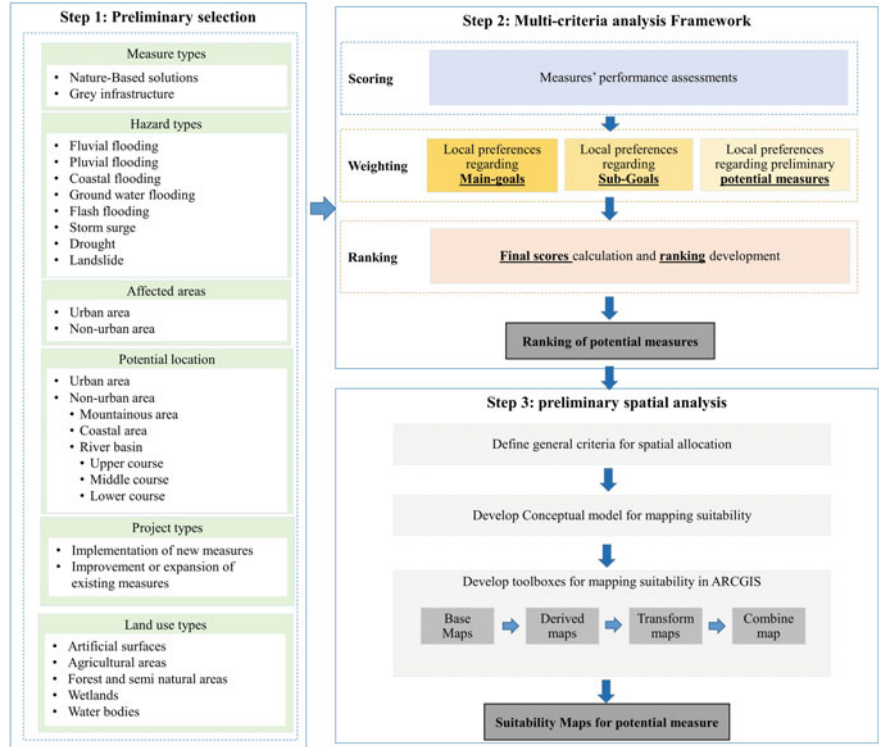 Step 1: Preliminary selection
Measure types
• Nature-Based solutions
• Grey infrastructure
Hazard types
• Fluvial flooding
• Pluvial flooding
• Coastal flooding
• Ground water flooding
• Flash flooding
• Storm surge
• Drought
• Landslide
Affected areas
• Urban area
• Non-urban area
Potential location
• Urban area
• Non-urban area
• Mountainous area
• Coastal area
• River basin
• Upper course
• Middle course
• Lower course
Project types
• Implementation of new measures
• Improvement or expansion of
existing measures
Land use types
• Artificial surfaces
• Agricultural areas
• Forest and semi natural areas
• Wetlands
• Water bodies
Step 2: Multi-criteria analysis Framework
Scoring
Measures' performance assessments
Weighting
Local preferences
regarding
Main-goals
Local preferences
regarding
Sub-Goals
Local preferences
regarding preliminary
potential measures
Ranking
Final scores calculation and ranking development
Ranking of potential measures
Step 3: preliminary spatial analysis
Define general criteria for spatial allocation
Develop Conceptual model for mapping suitability
Develop toolboxes for mapping suitability in ARCGIS
Base
Maps
Derived
maps
Transform
maps
Combine
map
Suitability Maps for potential measure